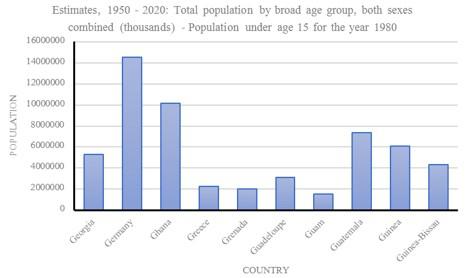 Estimates, 1950 - 2020: Total population by broad age group, both sexes
combined (thousands) - Population under age 15 for the year 1980
16000000
14000000
12000000
10000000
8000000
6000000
4000000
2000000
0
POPULATION
Georgia
Germany
Ghana
Greece
Grenada
Guadeloupe
Guam
Guatemala
Guinea
Guinea-Bissau
COUNTRY